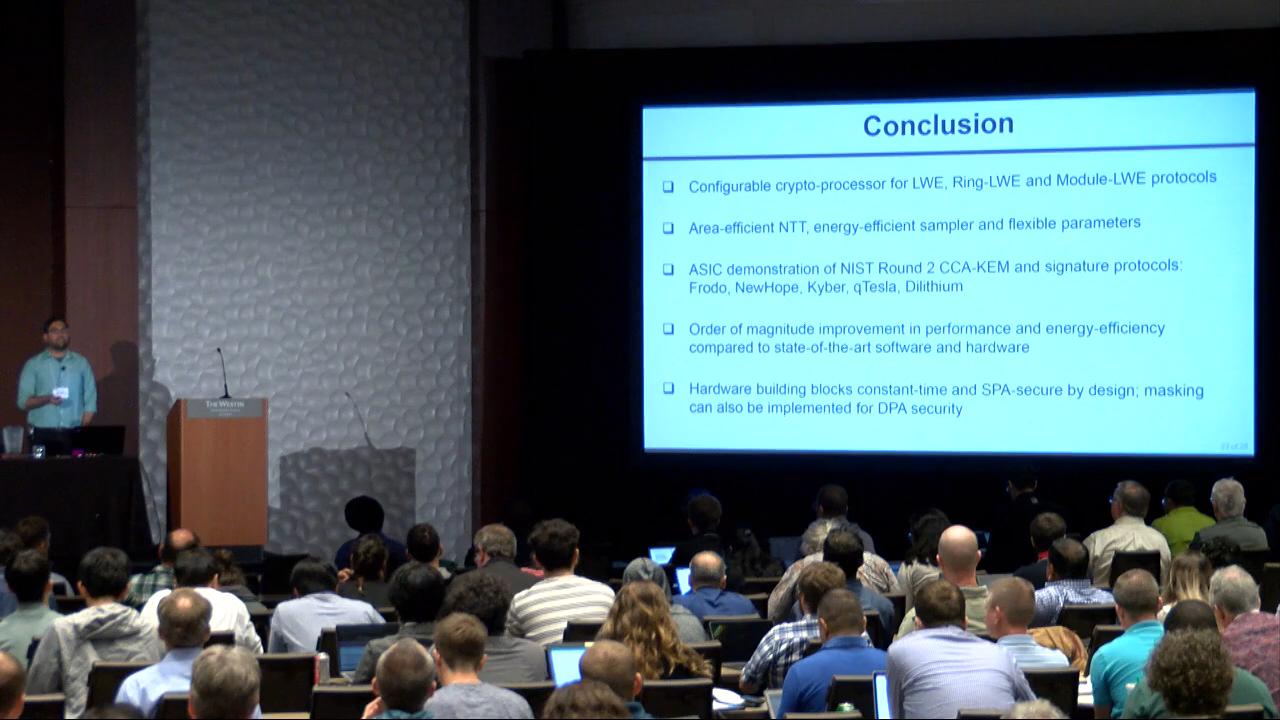 Conclusion
Configurable crypto-processor for LWE, Ring-LWE and Module-LWE protocols
Area-efficient NTT, energy-efficient sampler and flexible parameters
ASIC demonstration of NIST Round 2 CCA-KEM and signature protocols:
Frodo, NewHope, Kyber, qTesla, Dilithium
Order of magnitude improvement in performance and energy-efficiency
compared to state-of-the-art software and hardware
Hardware building blocks constant-time and SPA-secure by design; masking
can also be implemented for DPA security
THE WESTIN